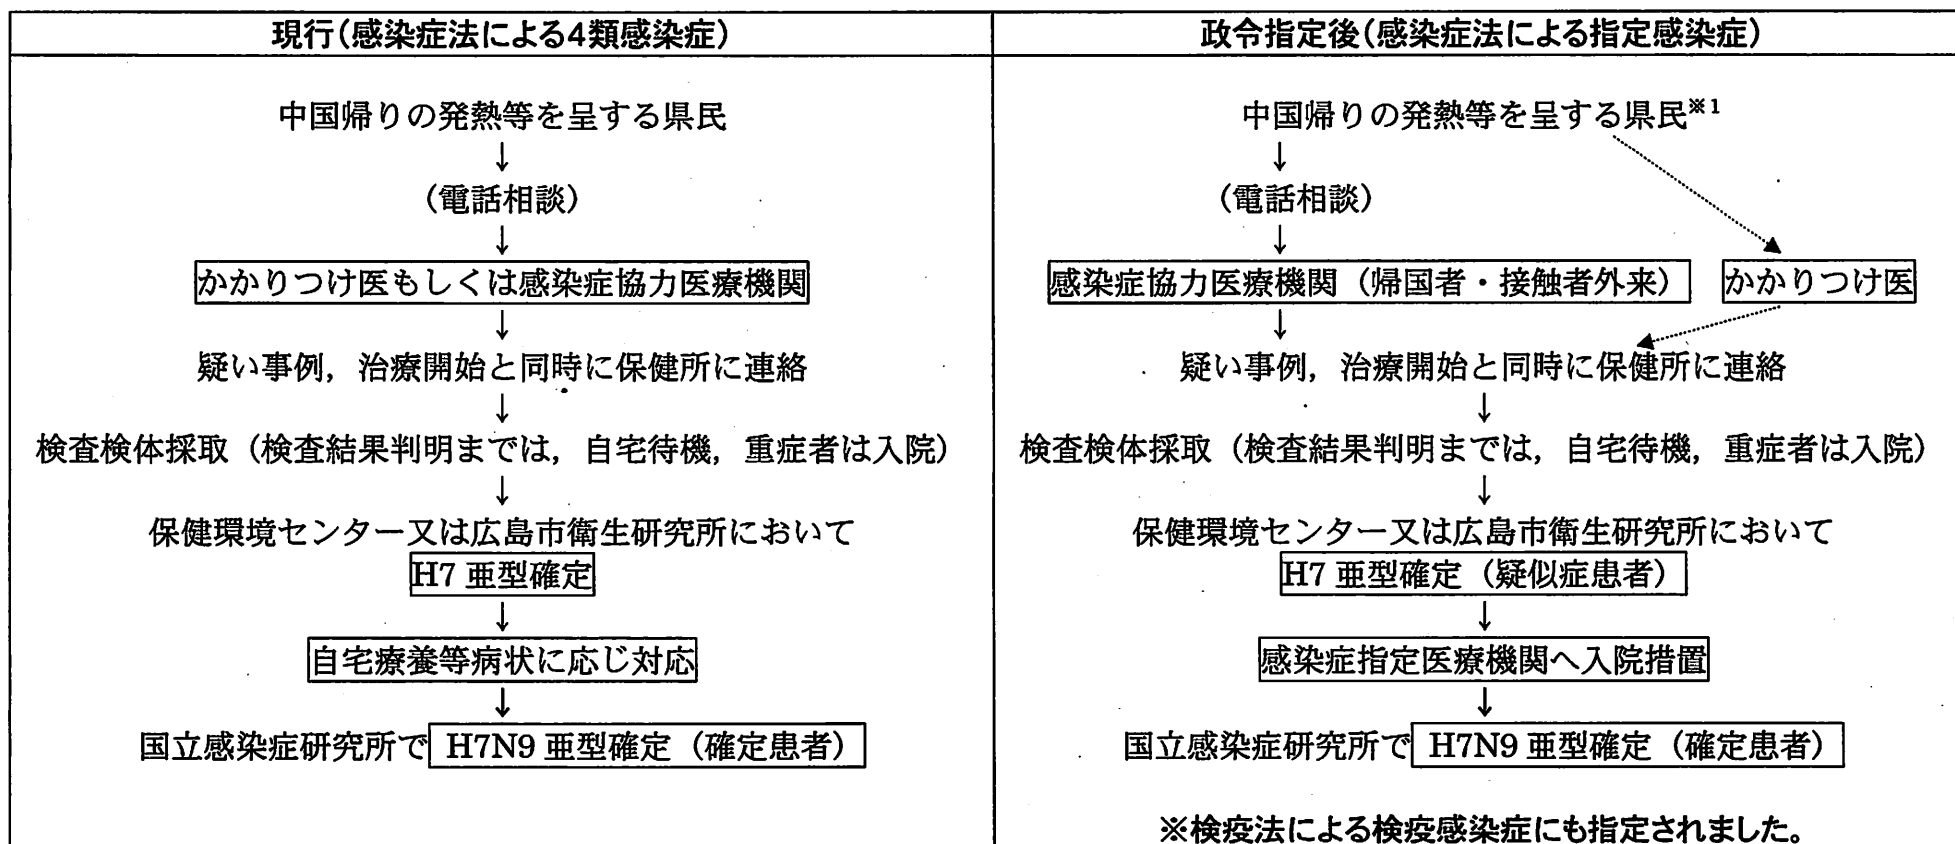 現行(感染症法による4類感染症)
中国帰りの発熱等を呈する県民
↓
(電話相談)
↓
かかりつけ医もしくは感染症協力医療機関
↓
疑い事例,治療開始と同時に保健所に連絡
↓
検査検体採取(検査結果判明までは,自宅待機,重症者は入院)
↓
保健環境センター又は広島市衛生研究所において
H7 亜型確定
↓
自宅療養等病状に応じ対応
↓
国立感染症研究所で H7N9 亜型確定(確定患者)
政令指定後(感染症法による指定感染症)
中国帰りの発熱等を呈する県民※1
↓
(電話相談)
↓
感染症協力医療機関(帰国者・接触者外来) かかりつけ医
↓
疑い事例,治療開始と同時に保健所に連絡
↓
検査検体採取(検査結果判明までは,自宅待機,重症者は入院)
↓
保健環境センター又は広島市衛生研究所において
H7 亜型確定(疑似症患者)
↓
感染症指定医療機関へ入院措置
↓
国立感染症研究所で H7N9 亜型確定(確定患者)
※検疫法による検疫感染症にも指定されました。